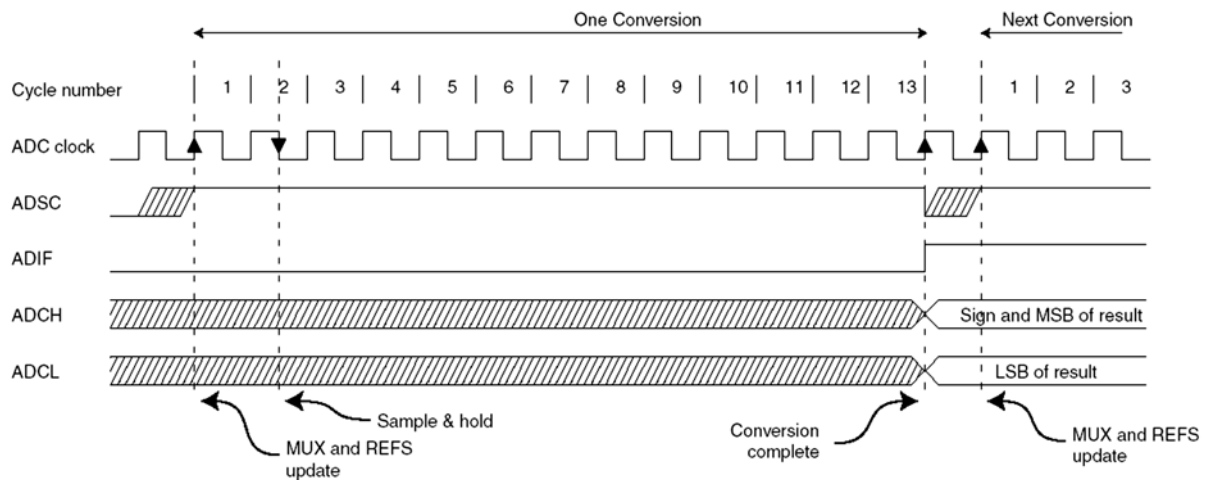 One Conversion
Next Conversion
Cycle number 1 2 3 4 5 6 7 8 9 10 11 12 13 1 2 3
ADC clock
ADSC
ADIF
ADCH Sign and MSB of result
ADCL LSB of result
Sample & hold
MUX and REFS
update
Conversion
complete
MUX and REFS
update